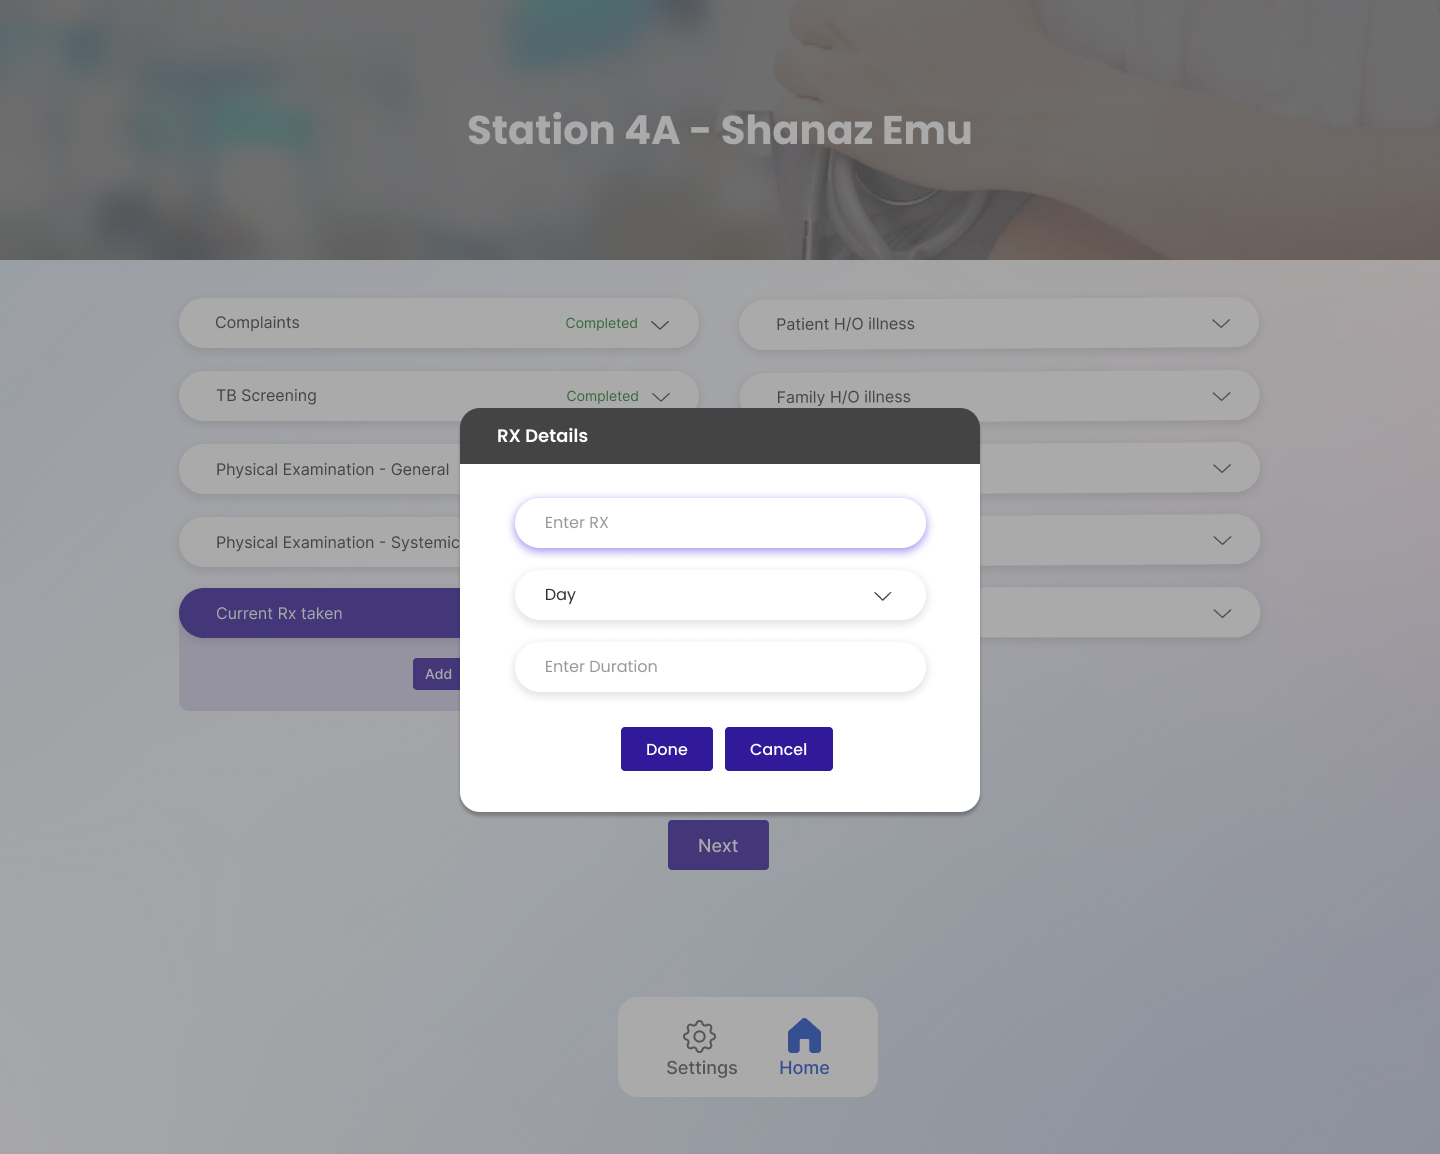 Station 4A - Shanaz Emu
Complaints
Completed
Patient H/O illness
TB Screening
Completed
Family H/O illness
RX Details
Physical Examination - General
Enter RX
Physical Examination - Systemic
Day
Current Rx taken
Enter Duration
Add
Done
Cancel
Next
Settings
Home